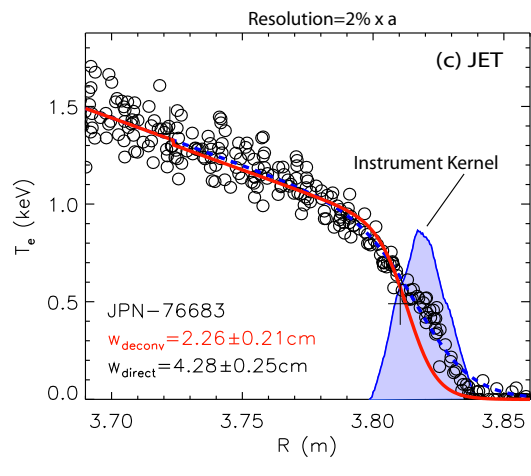 Resolution=2% x a
(c) JET
Instrument Kernel
T_e (keV)
1.5
1.0
0.5
0.0
JPN−76683
w_deconv=2.26±0.21cm
w_direct=4.28±0.25cm
3.70
3.75
3.80
3.85
R (m)